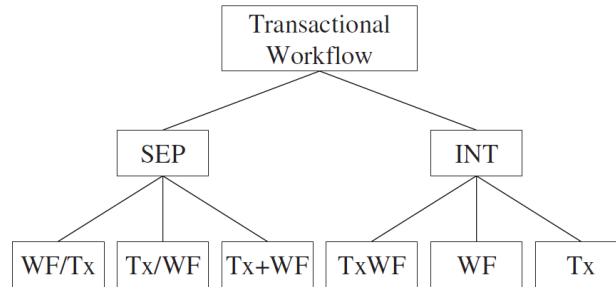 Transactional
Workflow
SEP
INT
WF/Tx
Tx/WF
Tx+WF
TxWF
WF
Tx